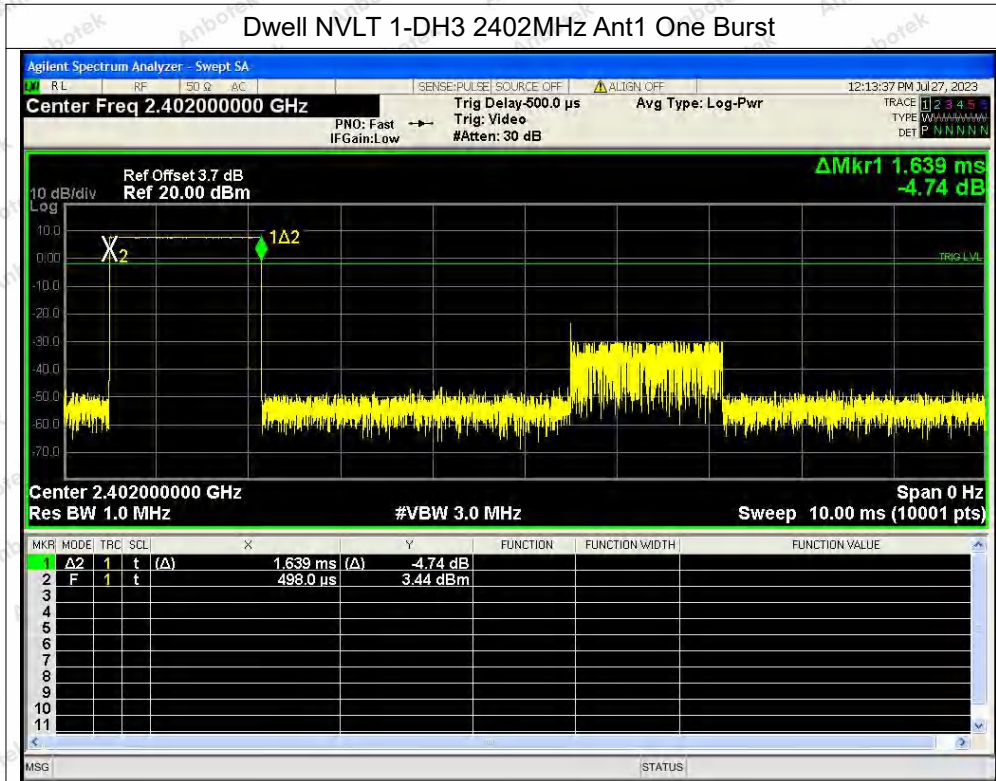 Dwell NVLT 1-DH3 2402MHz Ant1 One Burst
Agilent Spectrum Analyzer - Swept SA
RL RF 50 Ω AC SENSE:PULSE SOURCE OFF ALIGN OFF 12:13:37 PM Jul 27, 2023
Center Freq 2.402000000 GHz
PNO: Fast
IFGain:Low
Trig Delay-500.0 µs
Trig: Video
#Atten: 30 dB
Avg Type: Log-Pwr
TRACE 1 2 3 4 5 6
TYPE W
DET P N N N N N
ΔMkr1 1.639 ms
-4.74 dB
Ref Offset 3.7 dB
10 dB/div Ref 20.00 dBm
Log
10.0
0.00
-10.0
-20.0
-30.0
-40.0
-50.0
-60.0
-70.0
2
1Δ2
TRIG LVL
Center 2.402000000 GHz Span 0 Hz
Res BW 1.0 MHz #VBW 3.0 MHz Sweep 10.00 ms (10001 pts)
MKR MODE TRC SCL X Y FUNCTION FUNCTION WIDTH FUNCTION VALUE
1 Δ2 1 t (Δ) 1.639 ms (Δ) -4.74 dB
2 F 1 t 498.0 µs 3.44 dBm
3
4
5
6
7
8
9
10
11
MSG STATUS
Anbotek